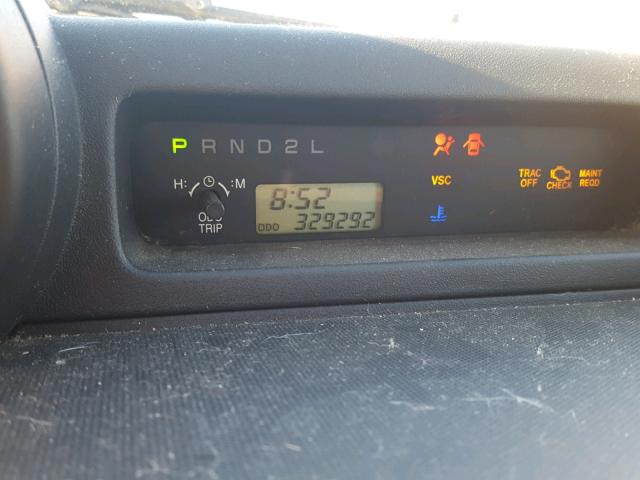 P R N D 2 L
H: :M
ODO
TRIP
8:52
ODO 329292
VSC
TRAC
OFF
CHECK
MAINT
REQD